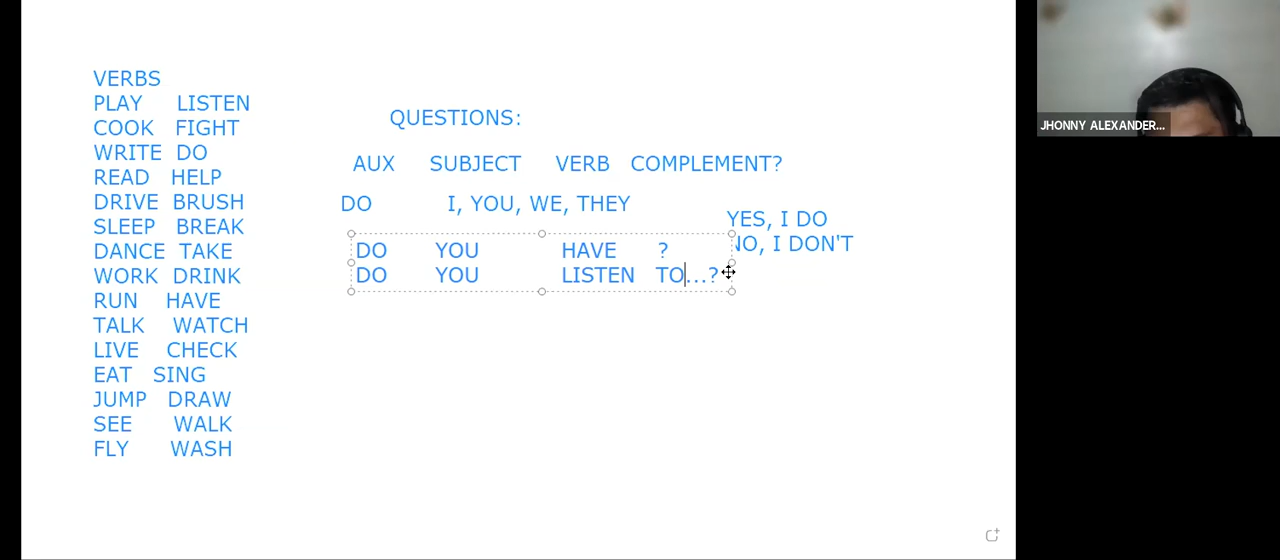 VERBS
PLAY LISTEN
COOK FIGHT
WRITE DO
READ HELP
DRIVE BRUSH
SLEEP BREAK
DANCE TAKE
WORK DRINK
RUN HAVE
TALK WATCH
LIVE CHECK
EAT SING
JUMP DRAW
SEE WALK
FLY WASH
QUESTIONS:
AUX SUBJECT VERB COMPLEMENT?
DO I, YOU, WE, THEY
YES, I DO
NO, I DON'T
DO YOU HAVE ?
DO YOU LISTEN TO...?
JHONNY ALEXANDER...